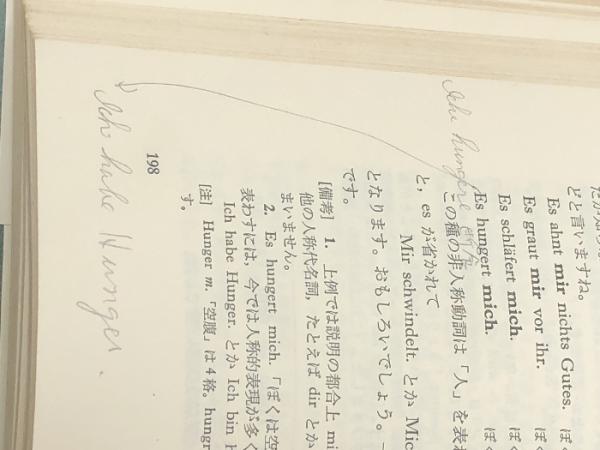 どと言いますね。
Es ahnt mir nichts Gutes.
Es graut mir vor ihr.
Es schläfert mich.
Es hungert mich.
この種の非人称動詞は「人」を表わ
と, es が省かれて
Mir schwindelt. とか Mic
となります。おもしろいでしょう。
です。
[備考] 1. 上例では説明の都合上 mi
他の人称代名詞, たとえば dir とか
まいません。
2. Es hungert mich.「ぼくは空
表わすには, 今では人称的表現が多く
Ich habe Hunger. とか Ich bin h
[注] Hunger m.「空腹」は4格。hungr
す。
198
Ich hungere
Ich habe Hunger.